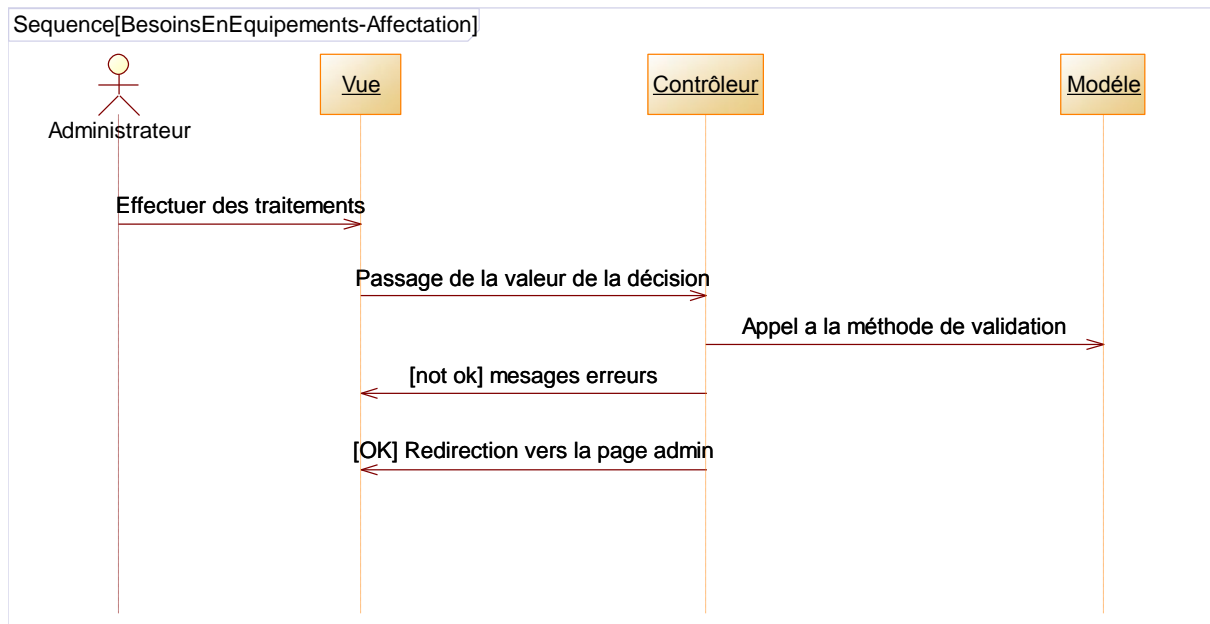 Sequence[BesoinsEnEquipements-Affectation]
Administrateur
Vue
Contrôleur
Modéle
Effectuer des traitements
Passage de la valeur de la décision
Appel a la méthode de validation
[not ok] mesages erreurs
[OK] Redirection vers la page admin